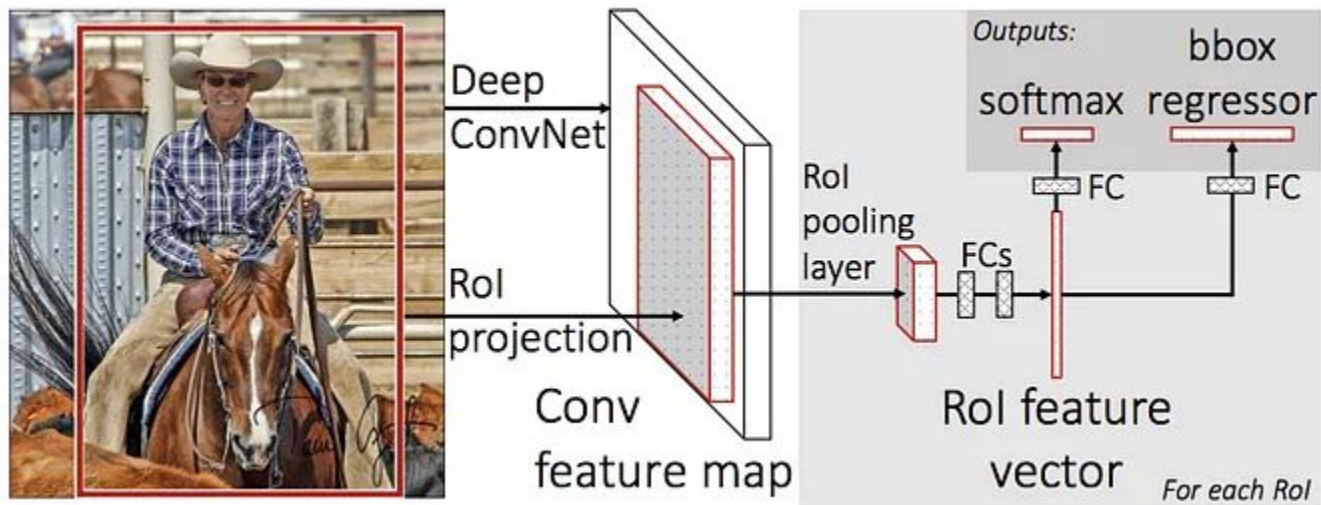 Deep
ConvNet
RoI
projection
Conv
feature map
RoI
pooling
layer
FCs
Outputs:
softmax
bbox
regressor
FC
FC
RoI feature
vector
For each RoI